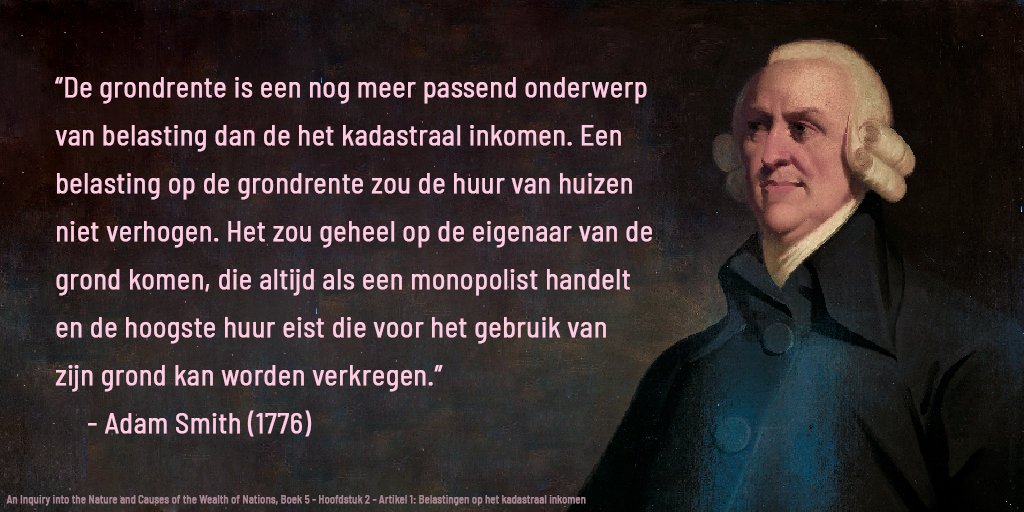 “De grondrente is een nog meer passend onderwerp
van belasting dan de het kadastraal inkomen. Een
belasting op de grondrente zou de huur van huizen
niet verhogen. Het zou geheel op de eigenaar van de
grond komen, die altijd als een monopolist handelt
en de hoogste huur eist die voor het gebruik van
zijn grond kan worden verkregen.”
- Adam Smith (1776)
An Inquiry into the Nature and Causes of the Wealth of Nations, Boek 5 - Hoofdstuk 2 - Artikel 1: Belastingen op het kadastraal inkomen